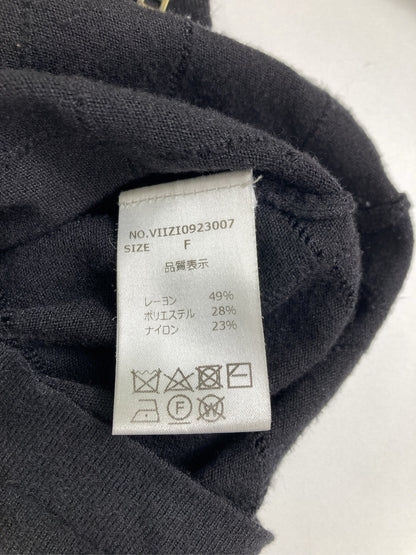 NO.VIIZI0923007
SIZE F
品質表示
レーヨン 49%
ポリエステル 28%
ナイロン 23%
F W